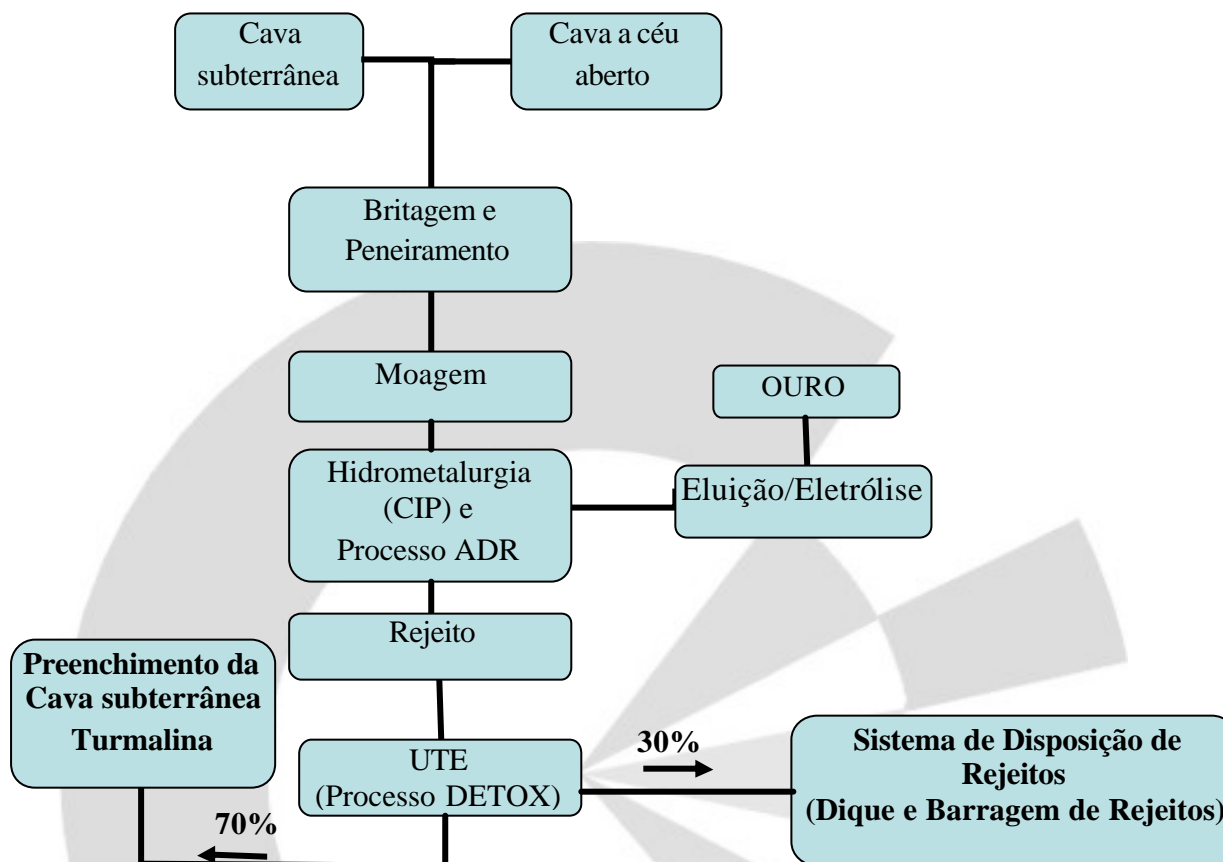 Cava
subterrânea
Cava a céu
aberto
Britagem e
Peneiramento
Moagem
OURO
Hidrometalurgia
(CIP) e
Processo ADR
Eluição/Eletrólise
Rejeito
Preenchimento da
Cava subterrânea
Turmalina
UTE
(Processo DETOX)
30%
Sistema de Disposição de
Rejeitos
(Dique e Barragem de Rejeitos)
70%